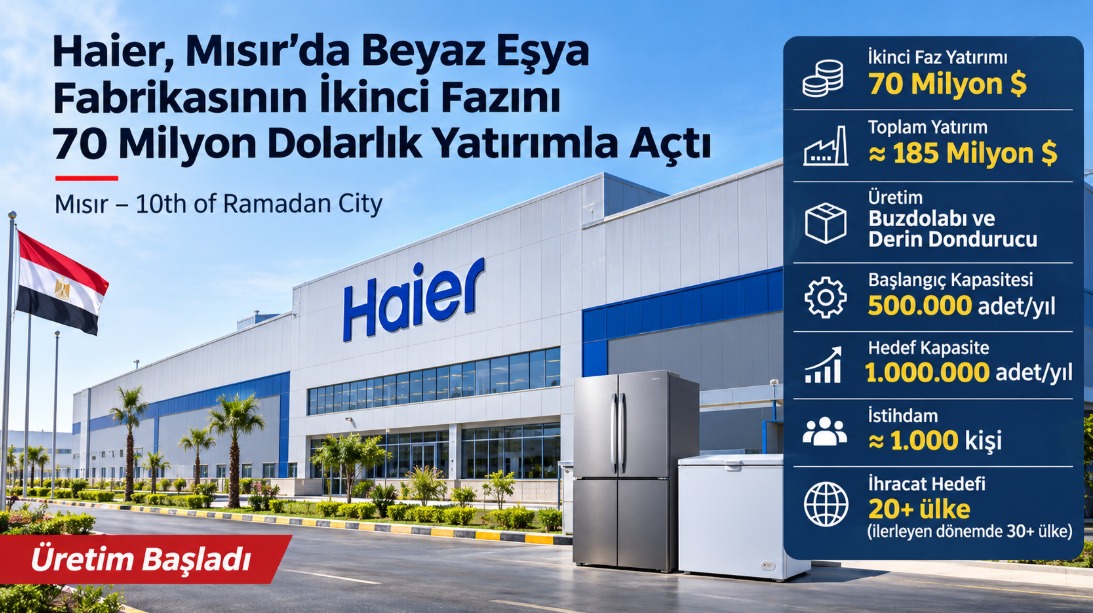 Haier, Mısır’da Beyaz Eşya
Fabrikasının İkinci Fazını
70 Milyon Dolarlık Yatırımla Açtı
Mısır – 10th of Ramadan City
Haier
Üretim Başladı
İkinci Faz Yatırımı
70 Milyon $
Toplam Yatırım
≈ 185 Milyon $
Üretim
Buzdolabı ve
Derin Dondurucu
Başlangıç Kapasitesi
500.000 adet/yıl
Hedef Kapasite
1.000.000 adet/yıl
İstihdam
≈ 1.000 kişi
İhracat Hedefi
20+ ülke
(ilerleyen dönemde 30+ ülke)